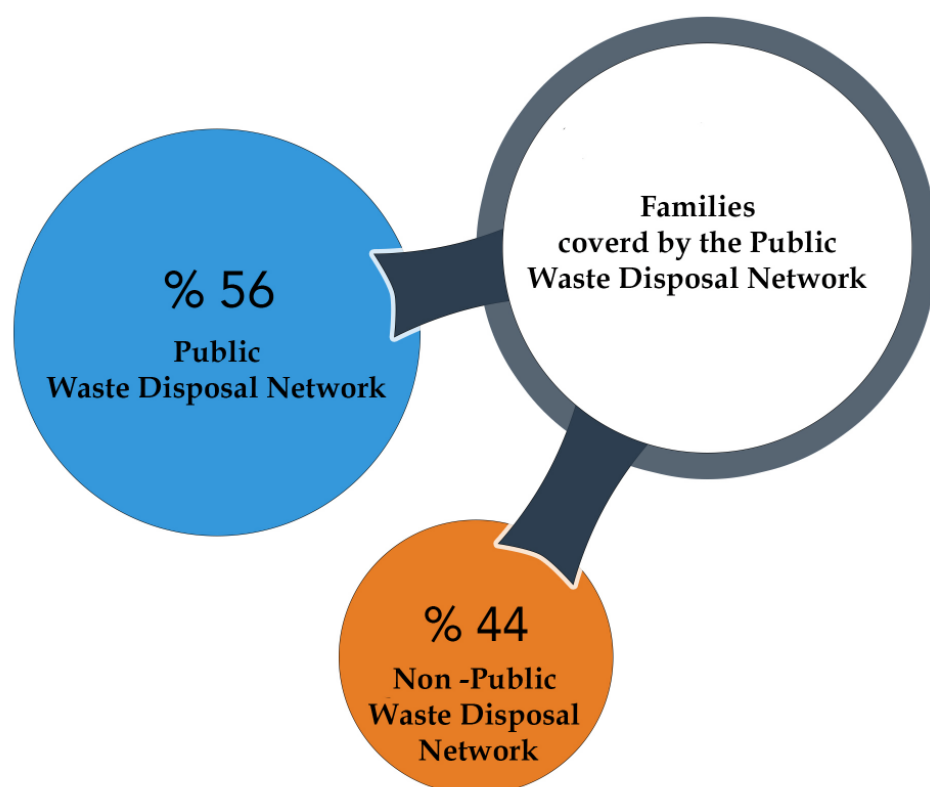 Families
coverd by the Public
Waste Disposal Network
% 56
Public
Waste Disposal Network
% 44
Non -Public
Waste Disposal
Network